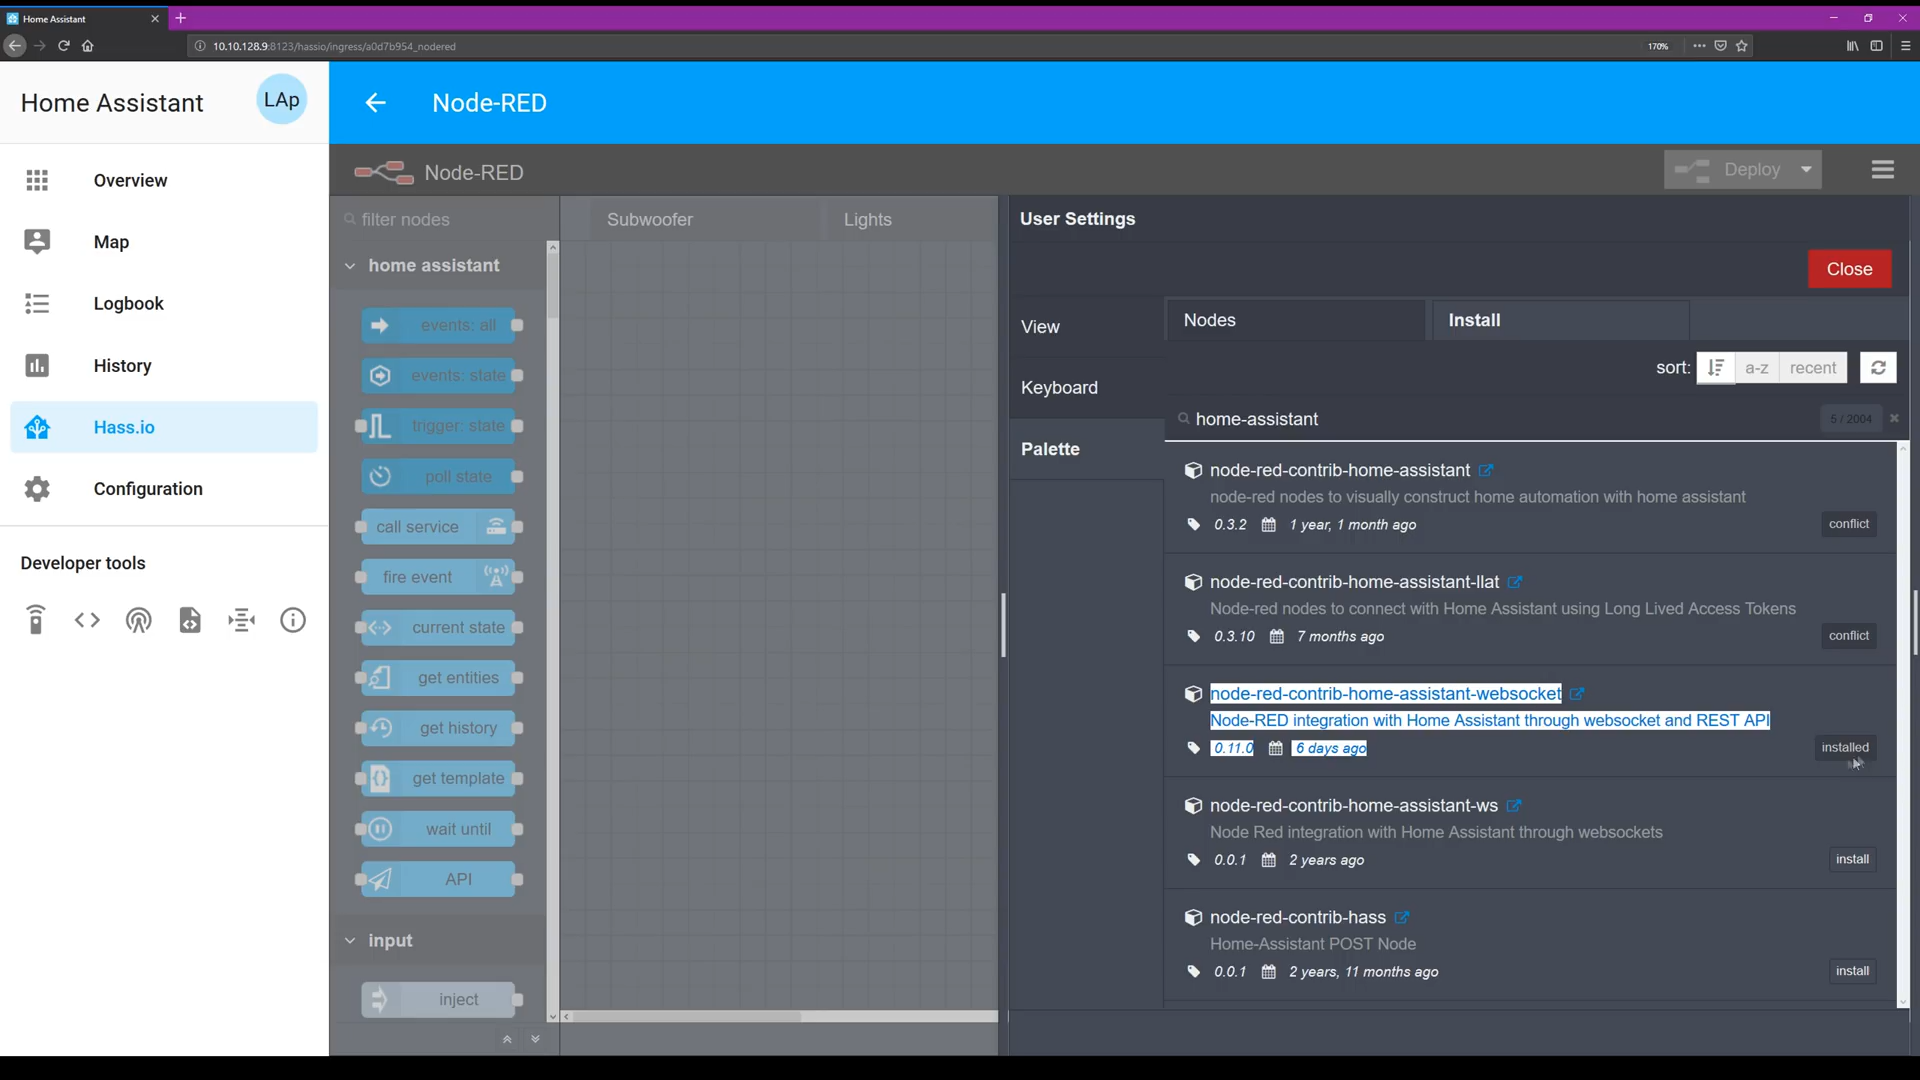 Home Assistant
10.10.128.9:8123/hassio/ingress/a0d7b954_nodered
170%
Home Assistant
LAp
Node-RED
Overview
Map
Logbook
History
Hass.io
Configuration
Developer tools
Node-RED
Deploy
filter nodes
home assistant
events: all
events: state
trigger: state
poll state
call service
fire event
current state
get entities
get history
get template
wait until
API
input
inject
Subwoofer
Lights
User Settings
Close
View
Keyboard
Palette
Nodes
Install
sort:
a-z
recent
home-assistant
5 / 2004
node-red-contrib-home-assistant
node-red nodes to visually construct home automation with home assistant
0.3.2
1 year, 1 month ago
conflict
node-red-contrib-home-assistant-llat
Node-red nodes to connect with Home Assistant using Long Lived Access Tokens
0.3.10
7 months ago
conflict
node-red-contrib-home-assistant-websocket
Node-RED integration with Home Assistant through websocket and REST API
0.11.0
6 days ago
installed
node-red-contrib-home-assistant-ws
Node Red integration with Home Assistant through websockets
0.0.1
2 years ago
install
node-red-contrib-hass
Home-Assistant POST Node
0.0.1
2 years, 11 months ago
install